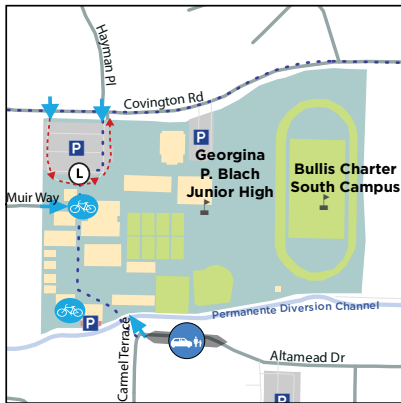 Hayman Pl
Covington Rd
P
P
Georgina
P. Blach
Junior High
Bullis Charter
South Campus
L
Muir Way
Permanente Diversion Channel
P
Carmel Terrace
Altamead Dr
P